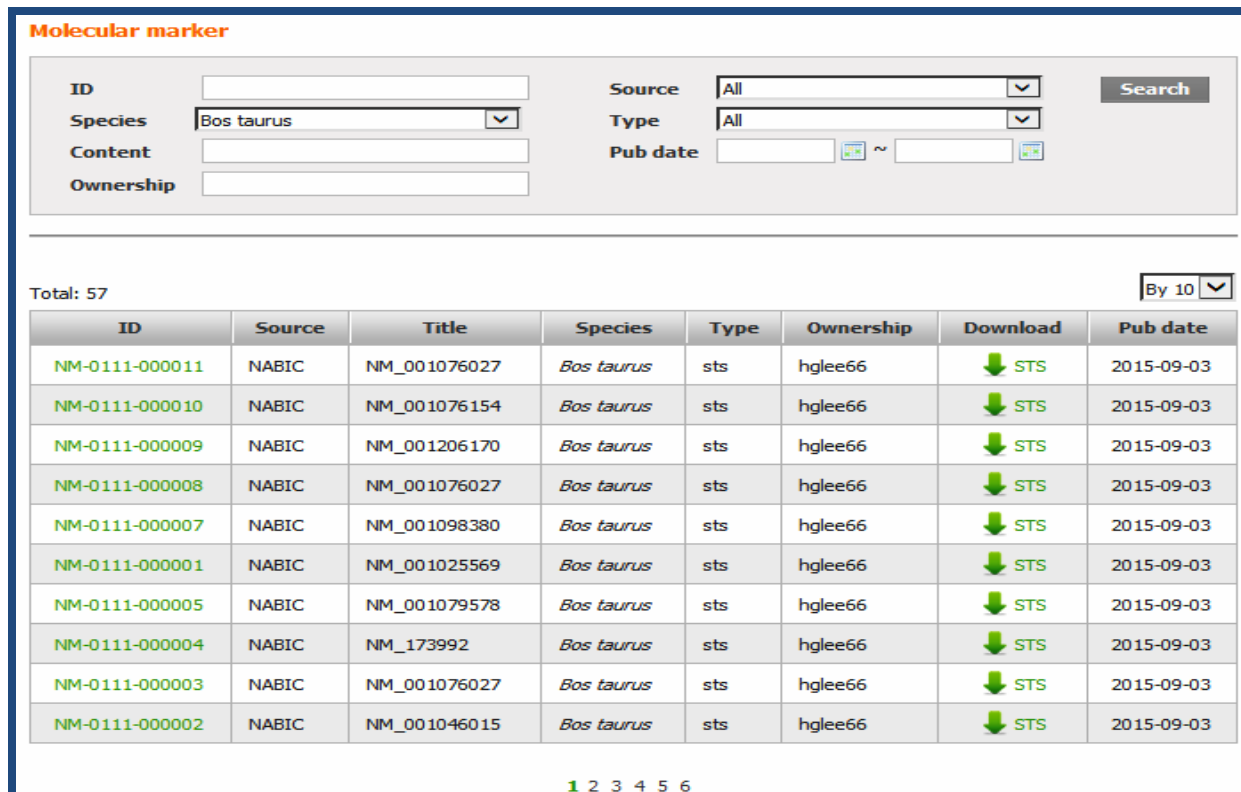 Molecular marker
ID Source All Search
Species Bos taurus Type All
Content Pub date ~
Ownership
Total: 57 By 10
ID Source Title Species Type Ownership Download Pub date
NM-0111-000011 NABIC NM_001076027 Bos taurus sts hglee66 STS 2015-09-03
NM-0111-000010 NABIC NM_001076154 Bos taurus sts hglee66 STS 2015-09-03
NM-0111-000009 NABIC NM_001206170 Bos taurus sts hglee66 STS 2015-09-03
NM-0111-000008 NABIC NM_001076027 Bos taurus sts hglee66 STS 2015-09-03
NM-0111-000007 NABIC NM_001098380 Bos taurus sts hglee66 STS 2015-09-03
NM-0111-000001 NABIC NM_001025569 Bos taurus sts hglee66 STS 2015-09-03
NM-0111-000005 NABIC NM_001079578 Bos taurus sts hglee66 STS 2015-09-03
NM-0111-000004 NABIC NM_173992 Bos taurus sts hglee66 STS 2015-09-03
NM-0111-000003 NABIC NM_001076027 Bos taurus sts hglee66 STS 2015-09-03
NM-0111-000002 NABIC NM_001046015 Bos taurus sts hglee66 STS 2015-09-03
1 2 3 4 5 6